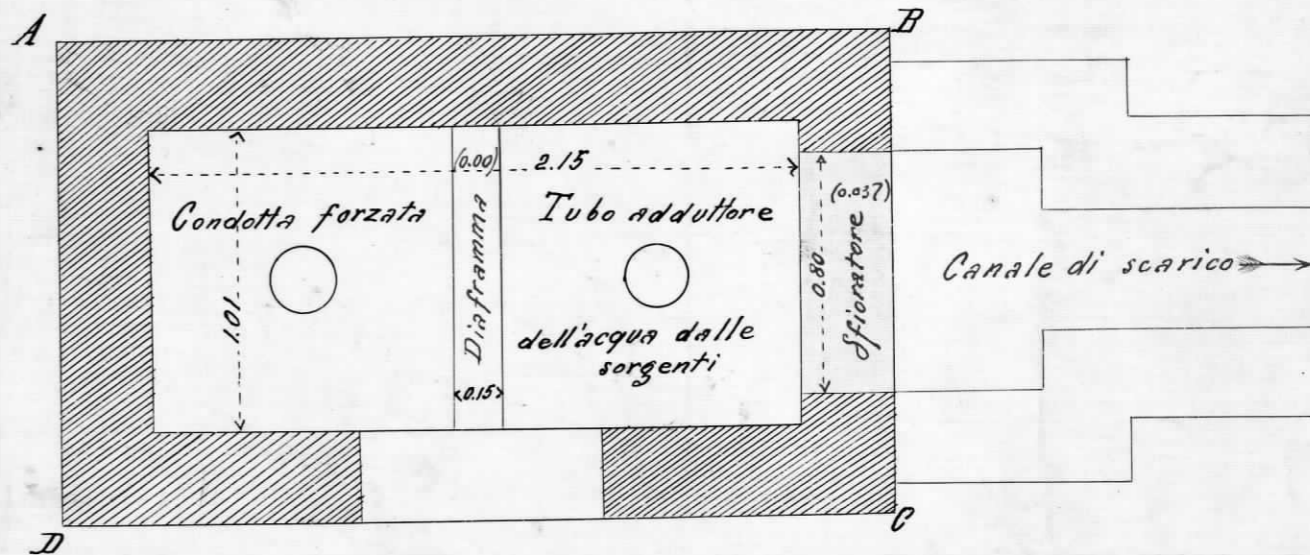 A
B
(0.00)
2.15
Condotta forzata
Tubo adduttore
1.01
Diaframma
0.15
dell'acqua dalle
sorgenti
0.80
(0.037)
Sfioratore
Canale di scarico
D
C